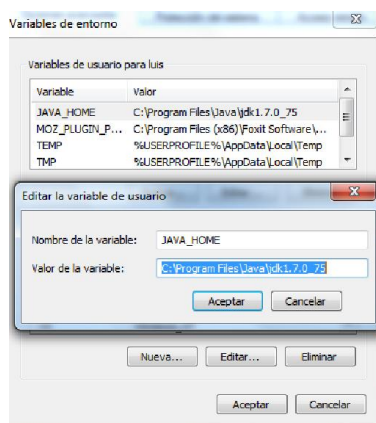 Variables de entorno
Variables de usuario para luis
Variable Valor
JAVA_HOME C:\Program Files\Java\jdk1.7.0_75
MOZ_PLUGIN_P... C:\Program Files (x86)\Foxit Software\...
TEMP %USERPROFILE%\AppData\Local\Temp
TMP %USERPROFILE%\AppData\Local\Temp
Editar la variable de usuario
Nombre de la variable: JAVA_HOME
Valor de la variable: C:\Program Files\Java\jdk1.7.0_75
Aceptar Cancelar
Nueva... Editar... Eliminar
Aceptar Cancelar